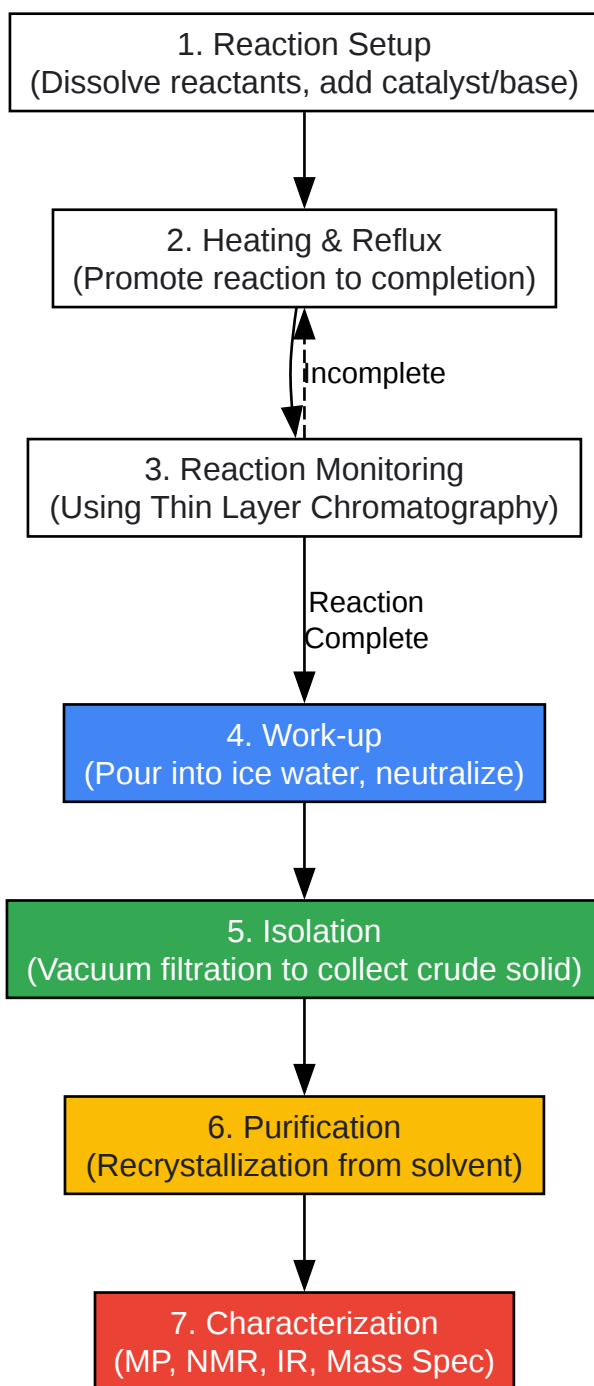 1. Reaction Setup
(Dissolve reactants, add catalyst/base)
2. Heating & Reflux
(Promote reaction to completion)
Incomplete
3. Reaction Monitoring
(Using Thin Layer Chromatography)
Reaction
Complete
4. Work-up
(Pour into ice water, neutralize)
5. Isolation
(Vacuum filtration to collect crude solid)
6. Purification
(Recrystallization from solvent)
7. Characterization
(MP, NMR, IR, Mass Spec)